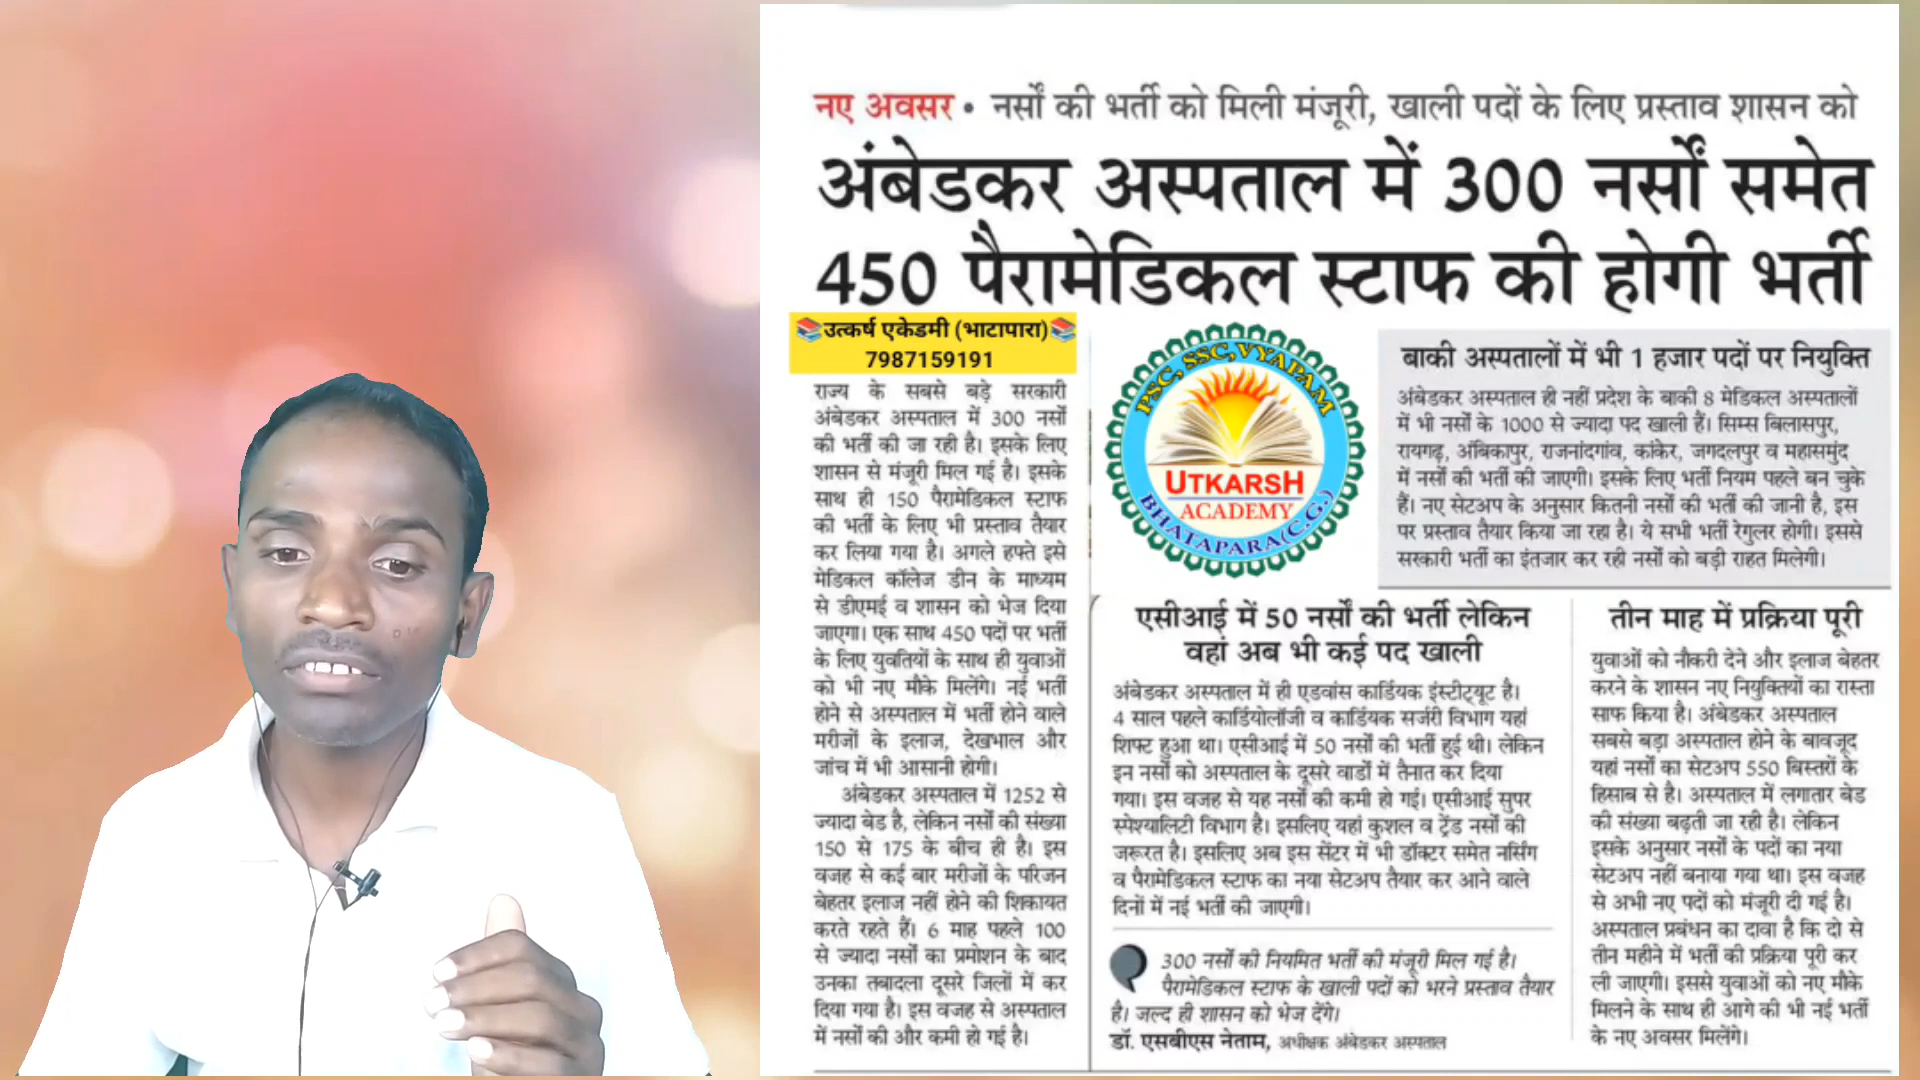 नए अवसर • नर्सों की भर्ती को मिली मंजूरी, खाली पदों के लिए प्रस्ताव शासन को
अंबेडकर अस्पताल में 300 नर्सों समेत
450 पैरामेडिकल स्टाफ की होगी भर्ती
📚उत्कर्ष एकेडमी (भाटापारा)📚
7987159191
राज्य के सबसे बड़े सरकारी
अंबेडकर अस्पताल में 300 नर्सों
की भर्ती की जा रही है। इसके लिए
शासन से मंजूरी मिल गई है। इसके
साथ ही 150 पैरामेडिकल स्टाफ
की भर्ती के लिए भी प्रस्ताव तैयार
कर लिया गया है। अगले हफ्ते इसे
मेडिकल कॉलेज डीन के माध्यम
से डीएमई व शासन को भेज दिया
जाएगा। एक साथ 450 पदों पर भर्ती
के लिए युवतियों के साथ ही युवाओं
को भी नए मौके मिलेंगे। नई भर्ती
होने से अस्पताल में भर्ती होने वाले
मरीजों के इलाज, देखभाल और
जांच में भी आसानी होगी।
अंबेडकर अस्पताल में 1252 से
ज्यादा बेड है, लेकिन नर्सों की संख्या
150 से 175 के बीच ही है। इस
वजह से कई बार मरीजों के परिजन
बेहतर इलाज नहीं होने की शिकायत
करते रहते हैं। 6 माह पहले 100
से ज्यादा नर्सों का प्रमोशन के बाद
उनका तबादला दूसरे जिलों में कर
दिया गया है। इस वजह से अस्पताल
में नर्सों की और कमी हो गई है।
PSC, SSC, VYAPAM
UTKARSH
ACADEMY
BHATAPARA(C.G.)
बाकी अस्पतालों में भी 1 हजार पदों पर नियुक्ति
अंबेडकर अस्पताल ही नहीं प्रदेश के बाकी 8 मेडिकल अस्पतालों
में भी नर्सों के 1000 से ज्यादा पद खाली हैं। सिम्स बिलासपुर,
रायगढ़, अंबिकापुर, राजनांदगांव, कांकेर, जगदलपुर व महासमुंद
में नर्सों की भर्ती की जाएगी। इसके लिए भर्ती नियम पहले बन चुके
हैं। नए सेटअप के अनुसार कितनी नर्सों की भर्ती की जानी है, इस
पर प्रस्ताव तैयार किया जा रहा है। ये सभी भर्ती रेगुलर होगी। इससे
सरकारी भर्ती का इंतजार कर रही नर्सों को बड़ी राहत मिलेगी।
एसीआई में 50 नर्सों की भर्ती लेकिन
वहां अब भी कई पद खाली
अंबेडकर अस्पताल में ही एडवांस कार्डियक इंस्टीट्यूट है।
4 साल पहले कार्डियोलॉजी व कार्डियक सर्जरी विभाग यहां
शिफ्ट हुआ था। एसीआई में 50 नर्सों की भर्ती हुई थी। लेकिन
इन नर्सों को अस्पताल के दूसरे वार्डों में तैनात कर दिया
गया। इस वजह से यह नर्सों की कमी हो गई। एसीआई सुपर
स्पेश्यालिटी विभाग है। इसलिए यहां कुशल व ट्रेंड नर्सों की
जरूरत है। इसलिए अब इस सेंटर में भी डॉक्टर समेत नर्सिंग
व पैरामेडिकल स्टाफ का नया सेटअप तैयार कर आने वाले
दिनों में नई भर्ती की जाएगी।
300 नर्सों की नियमित भर्ती की मंजूरी मिल गई है।
पैरामेडिकल स्टाफ के खाली पदों को भरने प्रस्ताव तैयार
है। जल्द ही शासन को भेज देंगे।
डॉ. एसबीएस नेताम, अधीक्षक अंबेडकर अस्पताल
तीन माह में प्रक्रिया पूरी
युवाओं को नौकरी देने और इलाज बेहतर
करने के शासन नए नियुक्तियों का रास्ता
साफ किया है। अंबेडकर अस्पताल
सबसे बड़ा अस्पताल होने के बावजूद
यहां नर्सों का सेटअप 550 बिस्तरों के
हिसाब से है। अस्पताल में लगातार बेड
की संख्या बढ़ती जा रही है। लेकिन
इसके अनुसार नर्सों के पदों का नया
सेटअप नहीं बनाया गया था। इस वजह
से अभी नए पदों को मंजूरी दी गई है।
अस्पताल प्रबंधन का दावा है कि दो से
तीन महीने में भर्ती की प्रक्रिया पूरी कर
ली जाएगी। इससे युवाओं को नए मौके
मिलने के साथ ही आगे की भी नई भर्ती
के नए अवसर मिलेंगे।